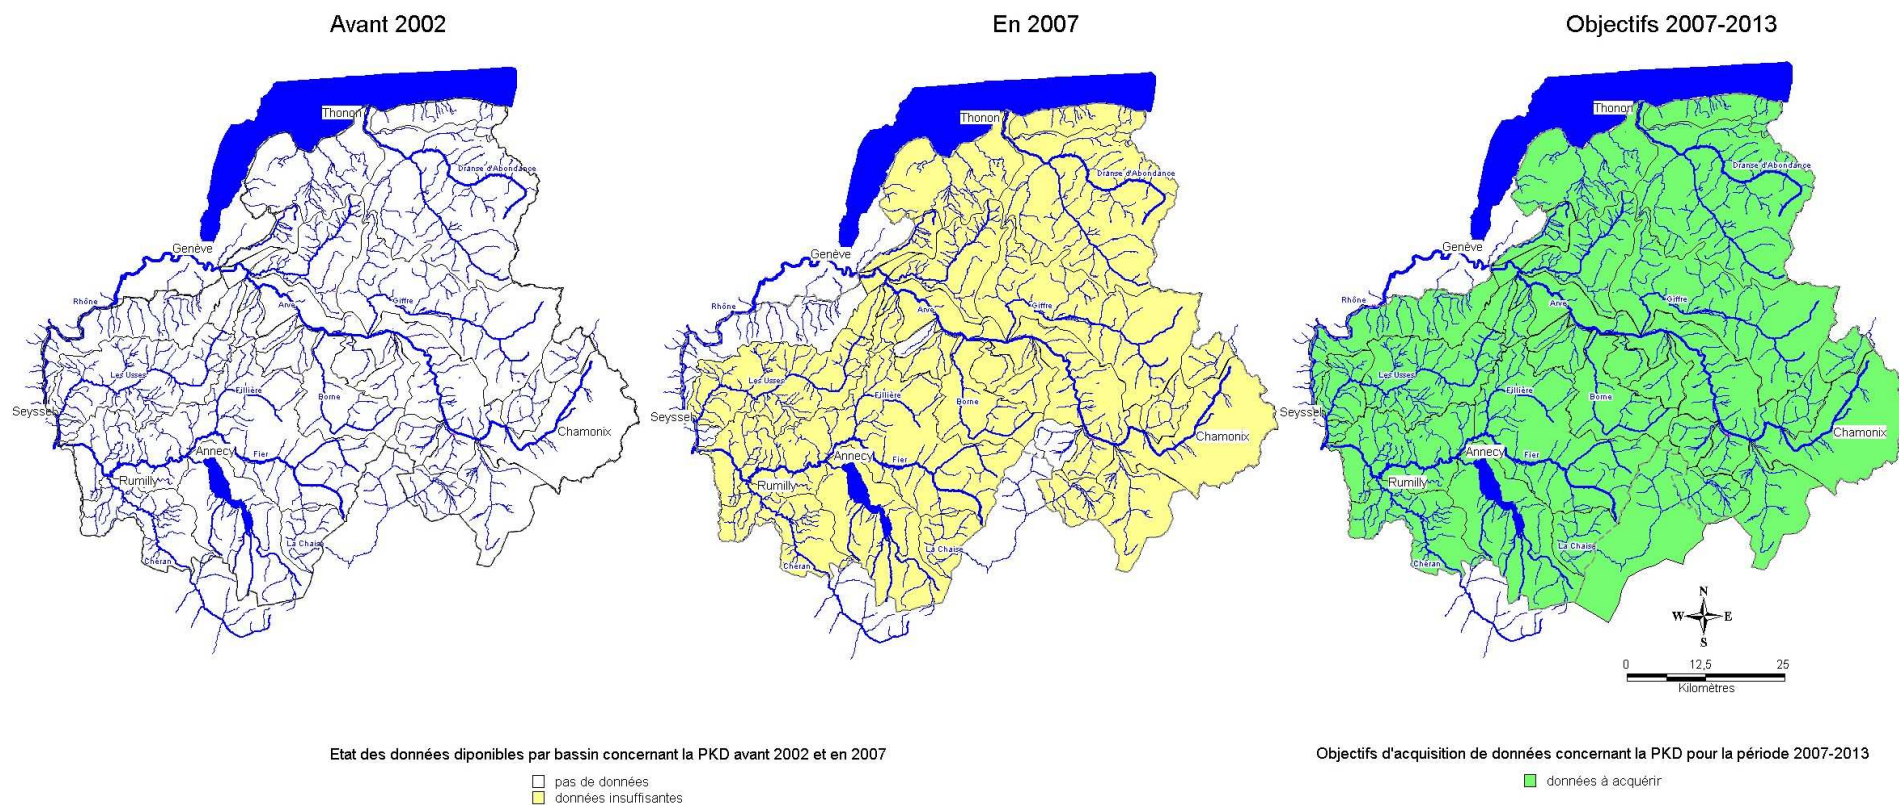 Avant 2002
En 2007
Objectifs 2007-2013
Thonon
Dranse d'Abondance
Genève
Rhône
Arve
Giffre
Les Usses
Fillière
Borne
Seyssel
Chamonix
Annecy
Fier
Rumilly
La Chaise
Chéran
Thonon
Dranse d'Abondance
Genève
Rhône
Arve
Giffre
Les Usses
Fillière
Borne
Seyssel
Chamonix
Annecy
Fier
Rumilly
La Chaise
Chéran
Thonon
Dranse d'Abondance
Genève
Rhône
Arve
Giffre
Les Usses
Fillière
Borne
Seyssel
Chamonix
Annecy
Fier
Rumilly
La Chaise
Chéran
N
W E
S
0 12,5 25
Kilomètres
Etat des données diponibles par bassin concernant la PKD avant 2002 et en 2007
pas de données
données insuffisantes
Objectifs d'acquisition de données concernant la PKD pour la période 2007-2013
données à acquérir